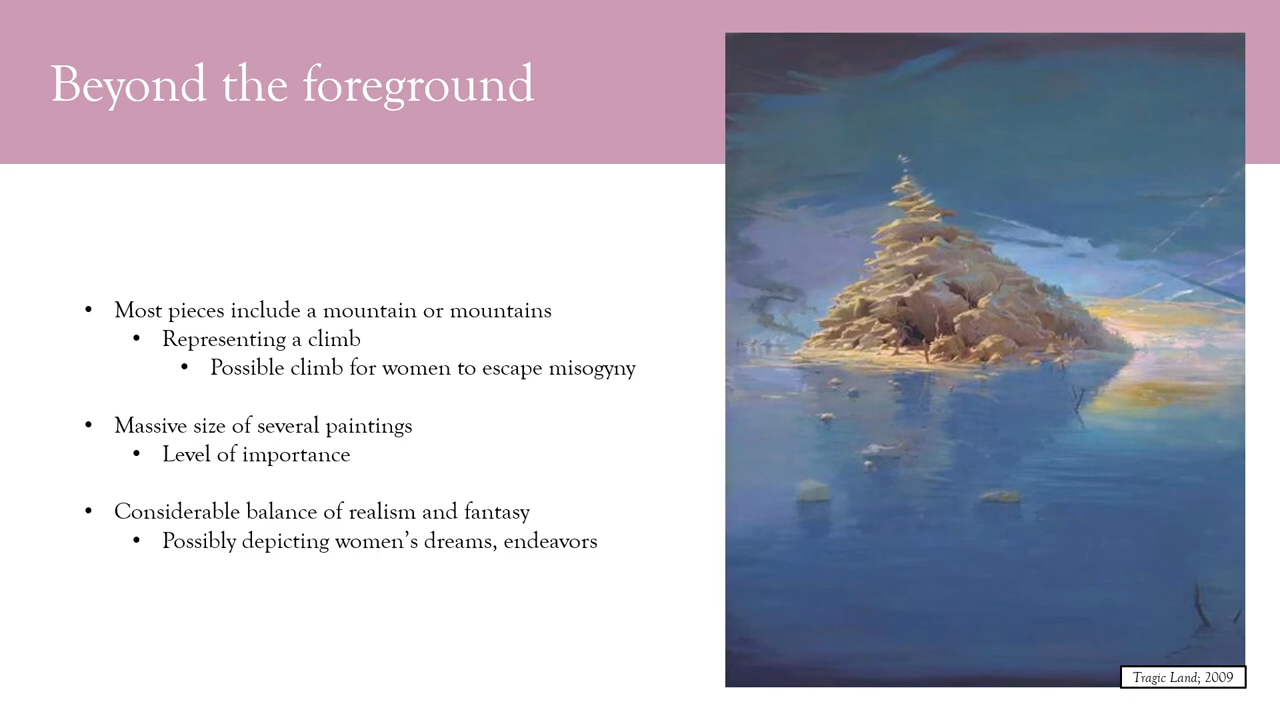 Beyond the foreground
• Most pieces include a mountain or mountains
• Representing a climb
• Possible climb for women to escape misogyny
• Massive size of several paintings
• Level of importance
• Considerable balance of realism and fantasy
• Possibly depicting women’s dreams, endeavors
Tragic Land; 2009